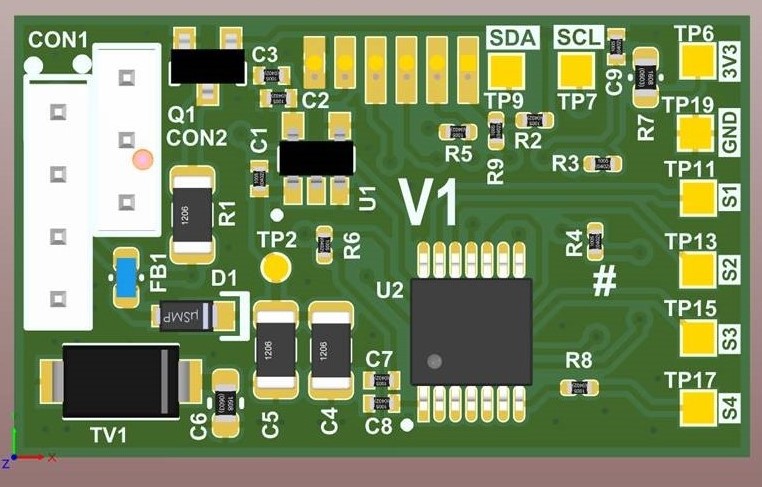 CON1
C3
SDA
SCL
TP6
3V3
C9
R7
TP9
TP7
TP19
GND
Q1
CON2
C2
C1
R5
R9
R2
R3
TP11
S1
R1
1206
U1
V1
TP2
R6
R4
TP13
S2
FB1
D1
U2
#
µSMP
TP15
S3
1206
1206
C7
R8
TP17
S4
TV1
C6
C5
C4
C8
Z
X